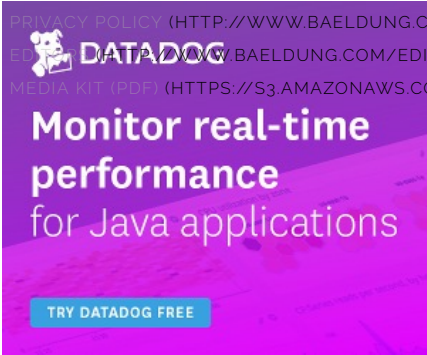 PRIVACY POLICY (HTTP://WWW.BAELDUNG.C
(HTTP://WWW.BAELDUNG.COM/EDI
DATADOG
MEDIA KIT (PDF) (HTTPS://S3.AMAZONAWS.CO
Monitor real-time
performance
for Java applications
TRY DATADOG FREE